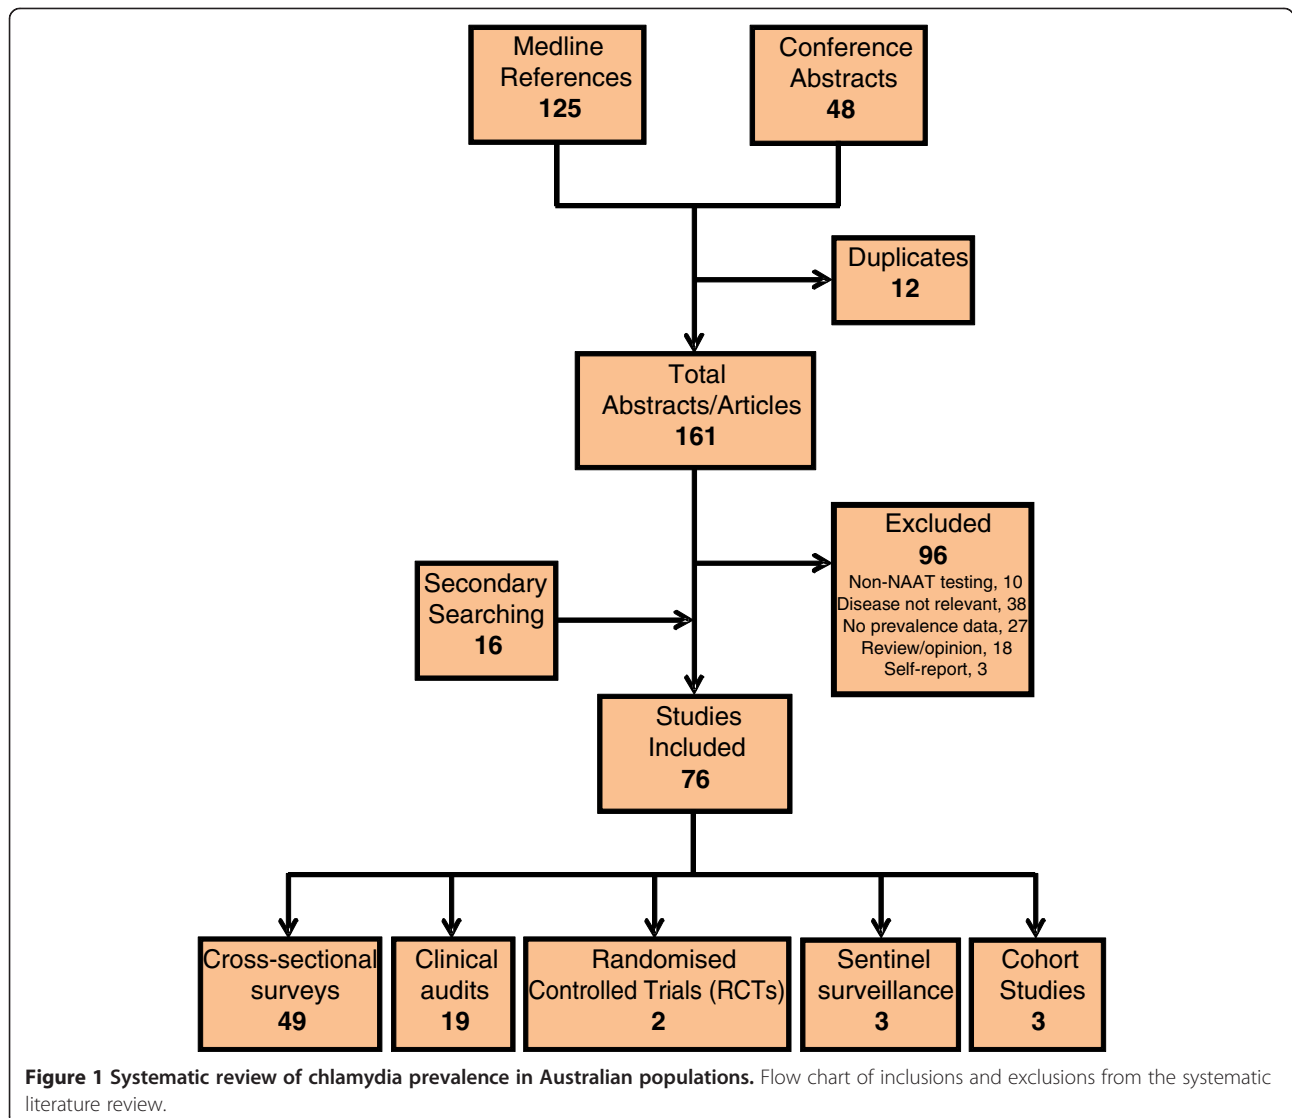 Medline
References
125
Conference
Abstracts
48
Duplicates
12
Total
Abstracts/Articles
161
Excluded
96
Non-NAAT testing, 10
Disease not relevant, 38
No prevalence data, 27
Review/opinion, 18
Self-report, 3
Secondary
Searching
16
Studies
Included
76
Cross-sectional
surveys
49
Clinical
audits
19
Randomised
Controlled Trials (RCTs)
2
Sentinel
surveillance
3
Cohort
Studies
3
Figure 1 Systematic review of chlamydia prevalence in Australian populations. Flow chart of inclusions and exclusions from the systematic
literature review.